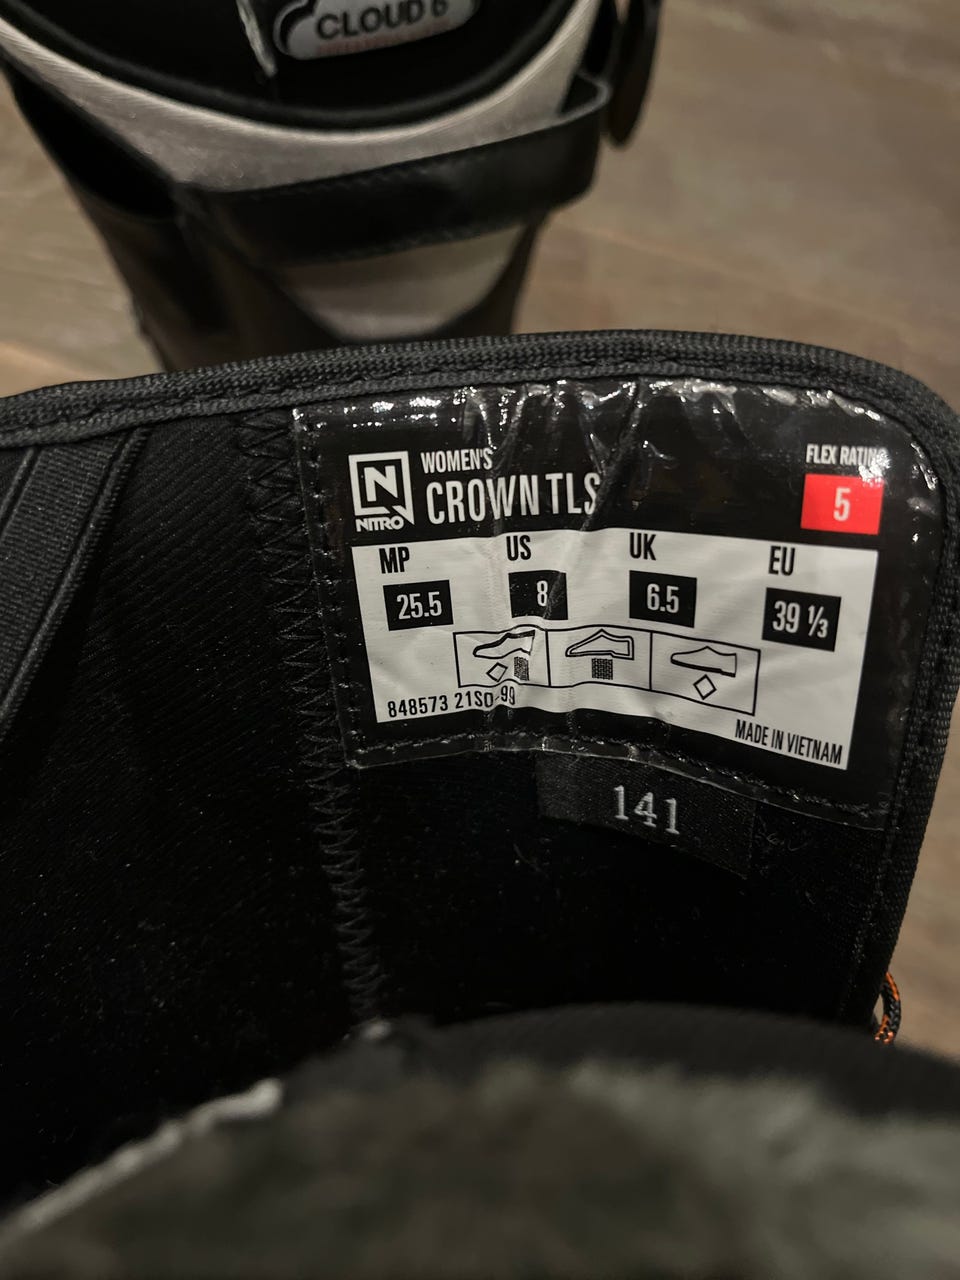 CLOUD 6
WOMEN'S
CROWN TLS
NITRO
FLEX RATING
5
MP US UK EU
25.5 8 6.5 39 ⅓
848573 21SO-99
MADE IN VIETNAM
141